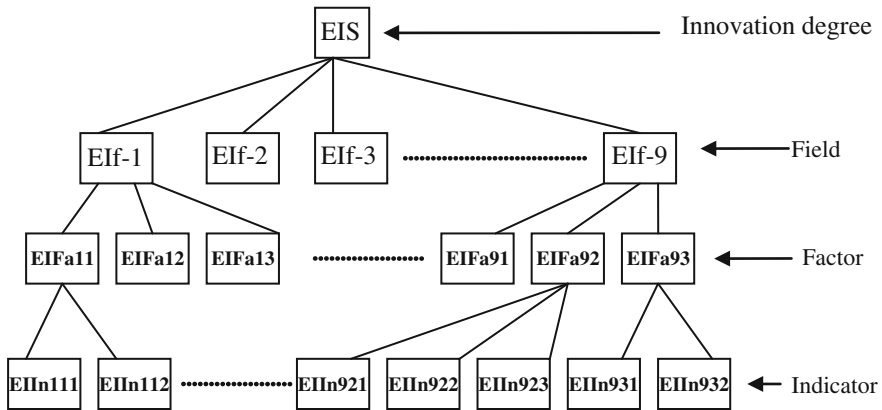 EIS
Innovation degree
EIf-1
EIf-2
EIf-3
EIf-9
Field
EIFa11
EIFa12
EIFa13
EIFa91
EIFa92
EIFa93
Factor
EIIn111
EIIn112
EIIn921
EIIn922
EIIn923
EIIn931
EIIn932
Indicator